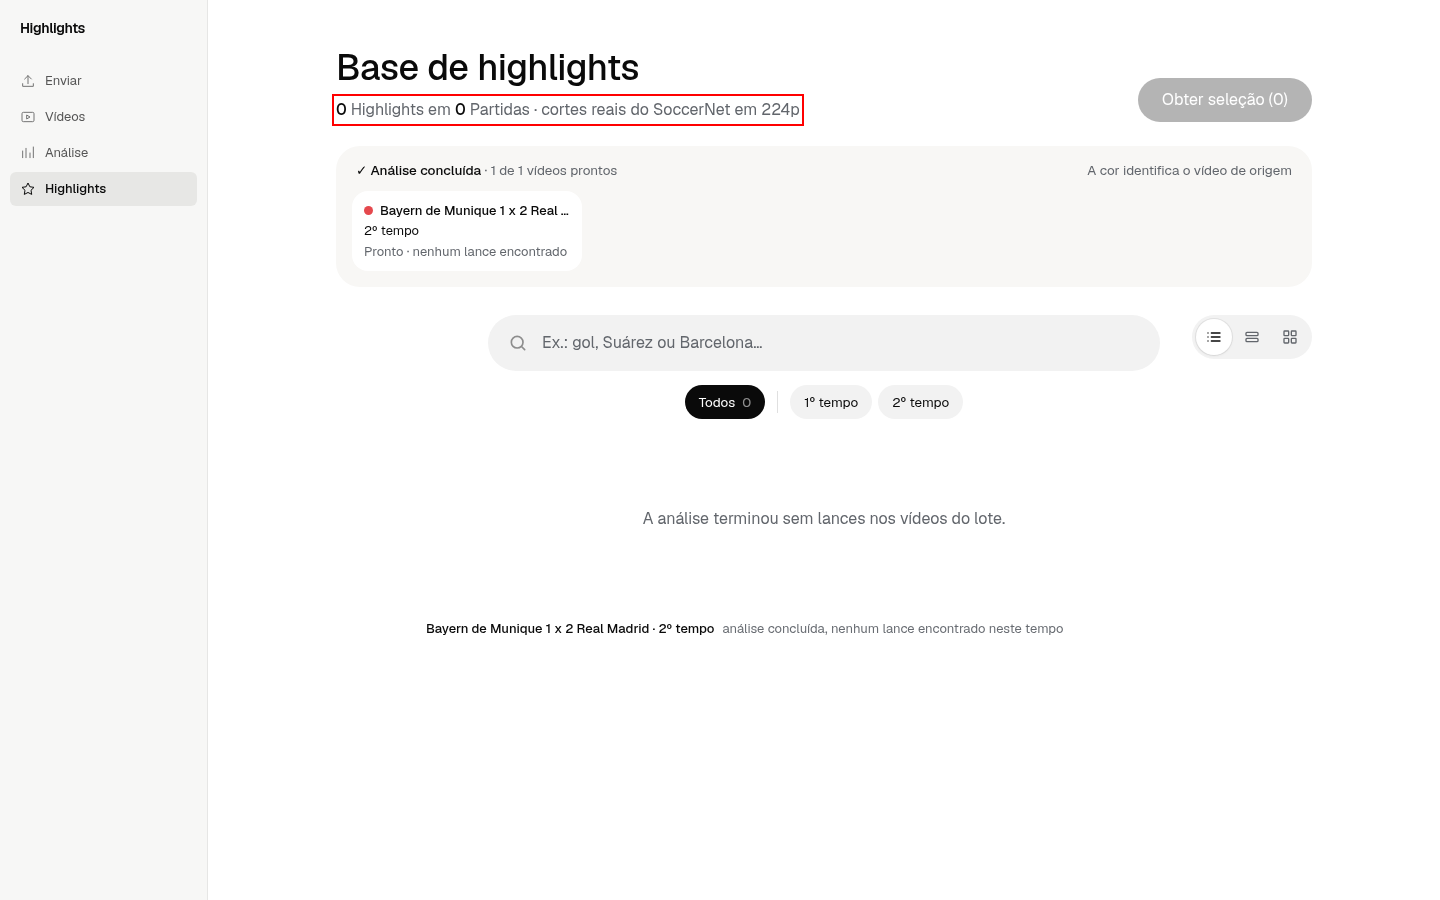 Highlights
Enviar
Vídeos
Análise
Highlights
Base de highlights
0 Highlights em 0 Partidas · cortes reais do SoccerNet em 224p
Obter seleção (0)
✓ Análise concluída · 1 de 1 vídeos prontos
A cor identifica o vídeo de origem
Bayern de Munique 1 x 2 Real ...
2º tempo
Pronto · nenhum lance encontrado
Ex.: gol, Suárez ou Barcelona...
Todos 0
1º tempo
2º tempo
A análise terminou sem lances nos vídeos do lote.
Bayern de Munique 1 x 2 Real Madrid · 2º tempo análise concluída, nenhum lance encontrado neste tempo